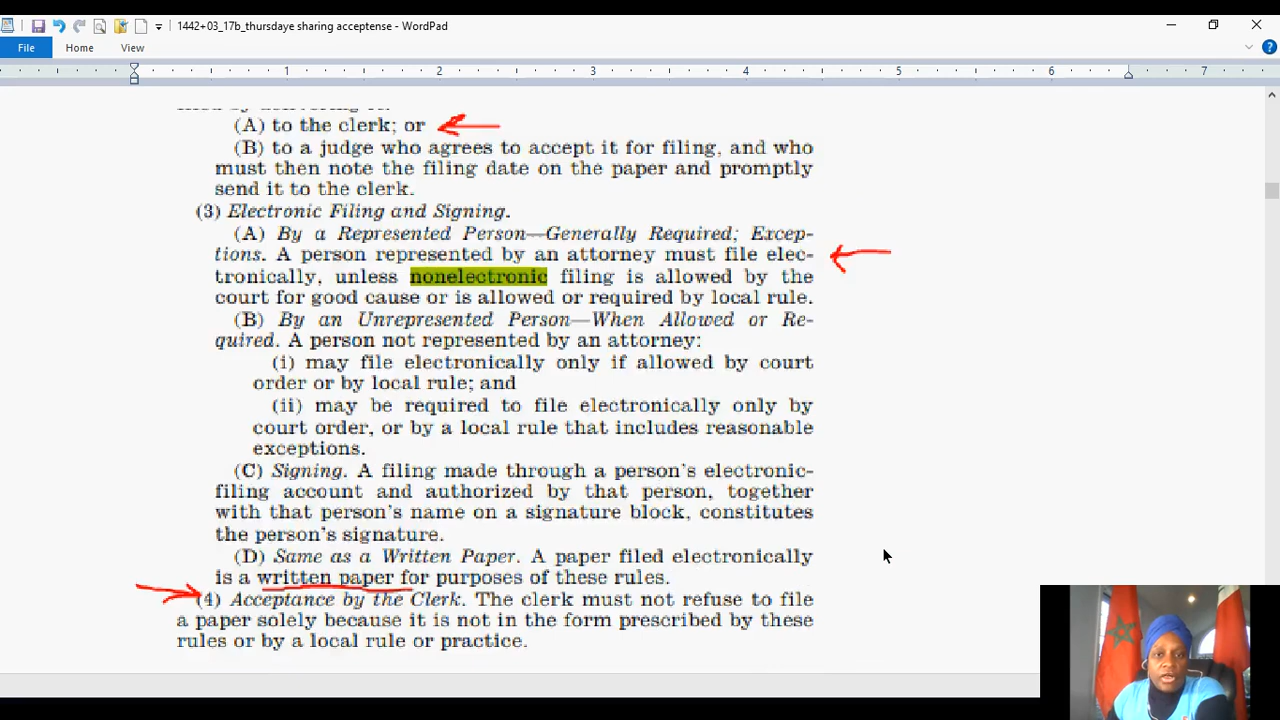 1442+03_17b_thursdaye sharing acceptense - WordPad
File Home View
1 2 3 4 5 6 7
(A) to the clerk; or
(B) to a judge who agrees to accept it for filing, and who
must then note the filing date on the paper and promptly
send it to the clerk.
(3) Electronic Filing and Signing.
(A) By a Represented Person—Generally Required; Excep-
tions. A person represented by an attorney must file elec-
tronically, unless nonelectronic filing is allowed by the
court for good cause or is allowed or required by local rule.
(B) By an Unrepresented Person—When Allowed or Re-
quired. A person not represented by an attorney:
(i) may file electronically only if allowed by court
order or by local rule; and
(ii) may be required to file electronically only by
court order, or by a local rule that includes reasonable
exceptions.
(C) Signing. A filing made through a person's electronic-
filing account and authorized by that person, together
with that person's name on a signature block, constitutes
the person's signature.
(D) Same as a Written Paper. A paper filed electronically
is a written paper for purposes of these rules.
(4) Acceptance by the Clerk. The clerk must not refuse to file
a paper solely because it is not in the form prescribed by these
rules or by a local rule or practice.